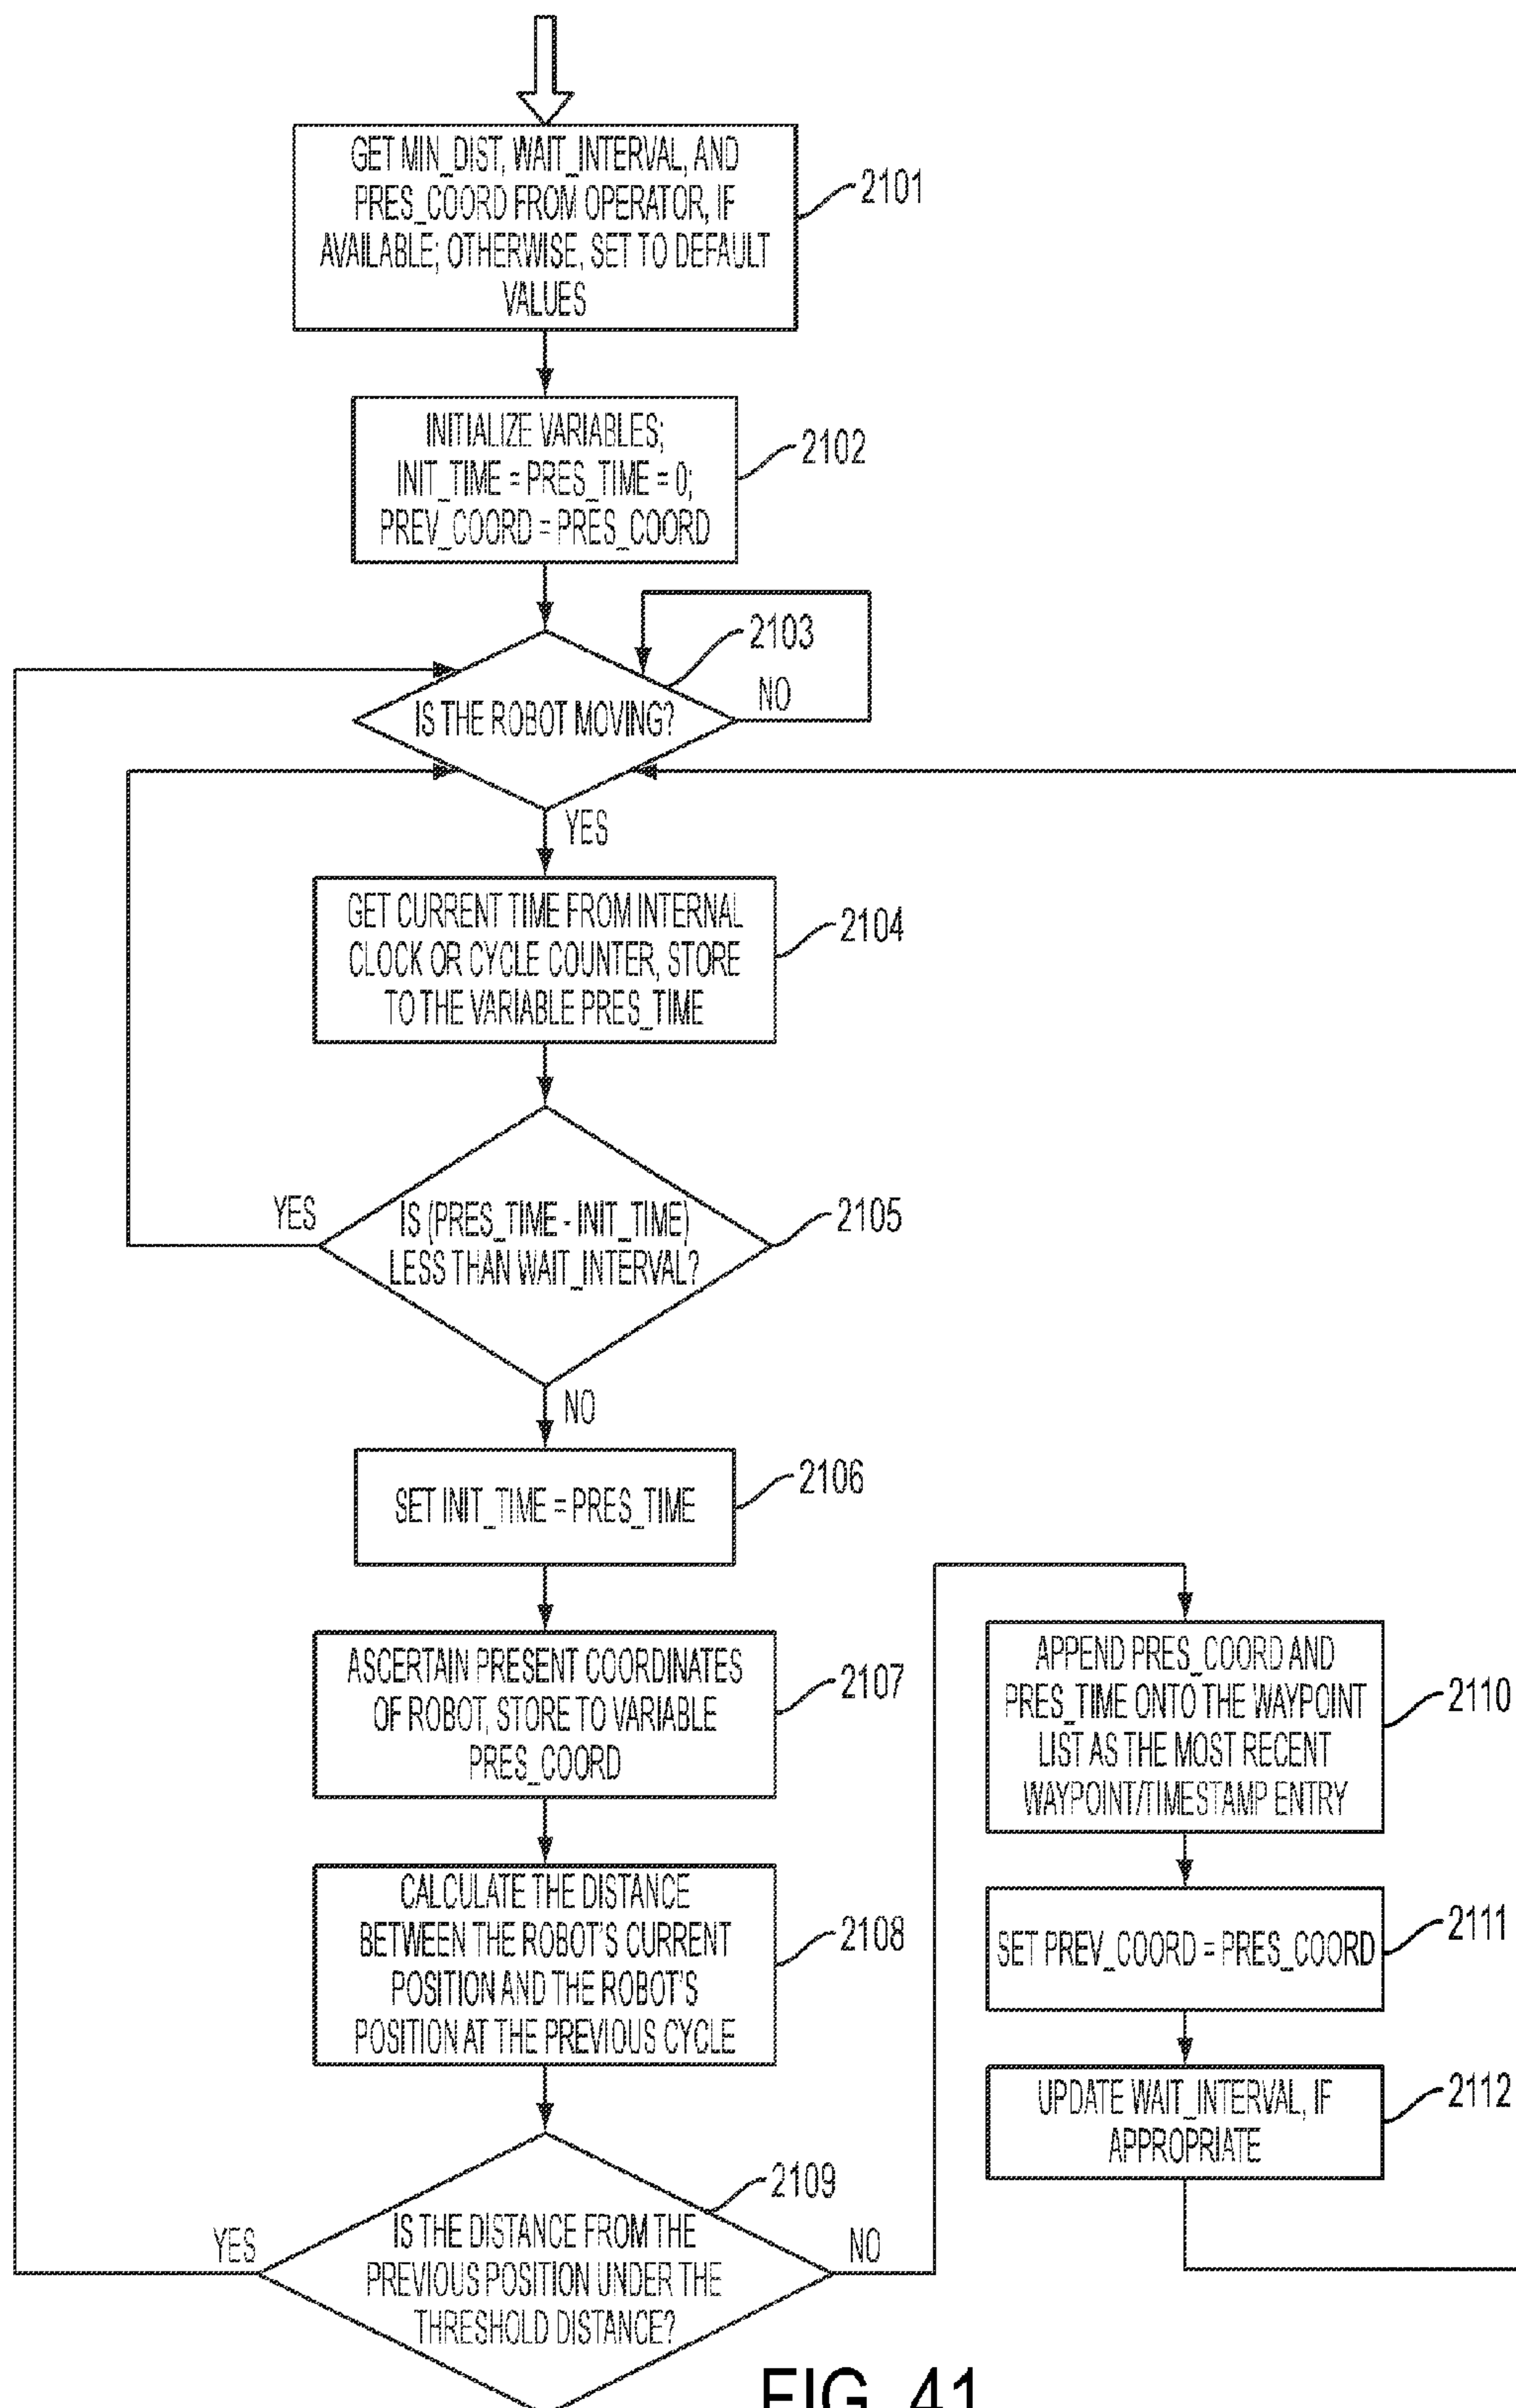 GET MIN_DIST, WAIT_INTERVAL, AND
PRES_COORD FROM OPERATOR, IF
AVAILABLE; OTHERWISE, SET TO DEFAULT
VALUES
2101
INITIALIZE VARIABLES;
INIT_TIME = PRES_TIME = 0;
PREV_COORD = PRES_COORD
2102
2103
IS THE ROBOT MOVING?
NO
YES
GET CURRENT TIME FROM INTERNAL
CLOCK OR CYCLE COUNTER, STORE
TO THE VARIABLE PRES_TIME
2104
YES
IS (PRES_TIME - INIT_TIME)
LESS THAN WAIT_INTERVAL?
2105
NO
SET INIT_TIME = PRES_TIME
2106
ASCERTAIN PRESENT COORDINATES
OF ROBOT, STORE TO VARIABLE
PRES_COORD
2107
CALCULATE THE DISTANCE
BETWEEN THE ROBOT'S CURRENT
POSITION AND THE ROBOT'S
POSITION AT THE PREVIOUS CYCLE
2108
2109
YES
IS THE DISTANCE FROM THE
PREVIOUS POSITION UNDER THE
THRESHOLD DISTANCE?
NO
APPEND PRES_COORD AND
PRES_TIME ONTO THE WAYPOINT
LIST AS THE MOST RECENT
WAYPOINT/TIMESTAMP ENTRY
2110
SET PREV_COORD = PRES_COORD
2111
UPDATE WAIT_INTERVAL, IF
APPROPRIATE
2112
FIG. 41